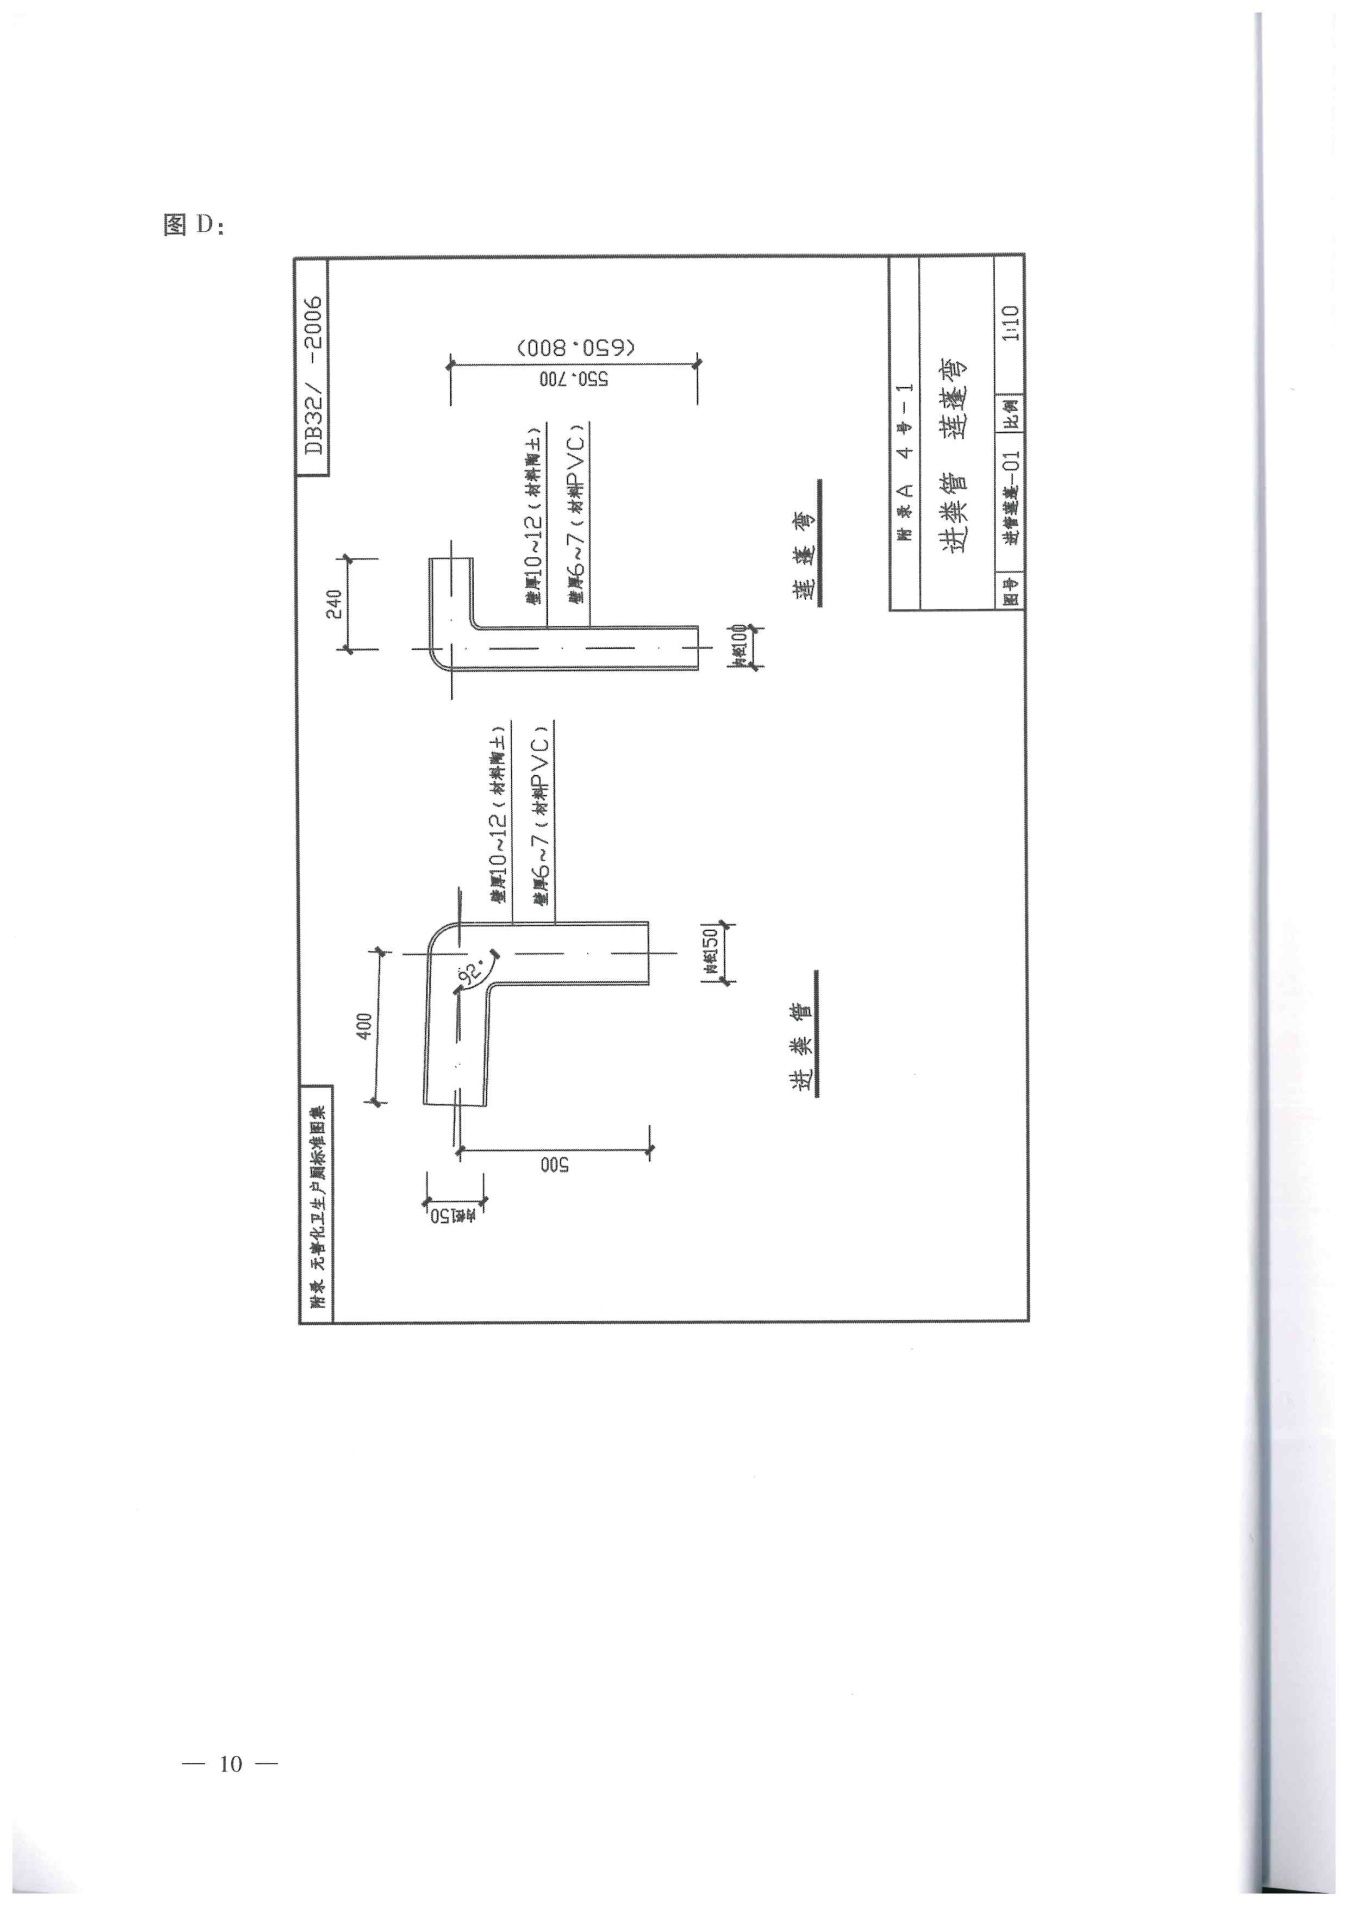 图 D:
附录 无害化卫生户厕标准图集
DB32/ -2006
400
92°
壁厚10~12(材料陶土)
壁厚6~7(材料PVC)
内径150
500
内径150
进粪管
240
壁厚10~12(材料陶土)
壁厚6~7(材料PVC)
550.700
(650.800)
内径100
莲蓬弯
附录A 4号-1
进粪管 莲蓬弯
图号 进管莲蓬-01 比例 1:10
— 10 —